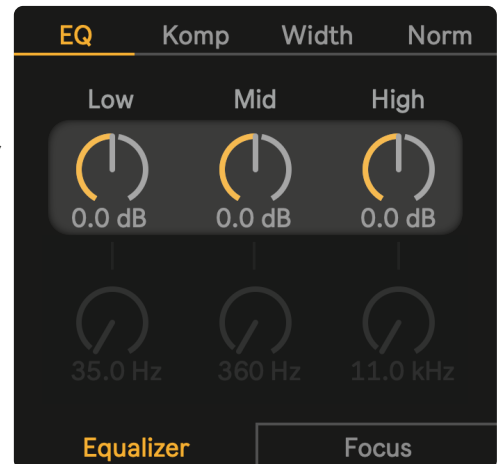 EQ Komp Width Norm
Low Mid High
0.0 dB 0.0 dB 0.0 dB
35.0 Hz 360 Hz 11.0 kHz
Equalizer Focus